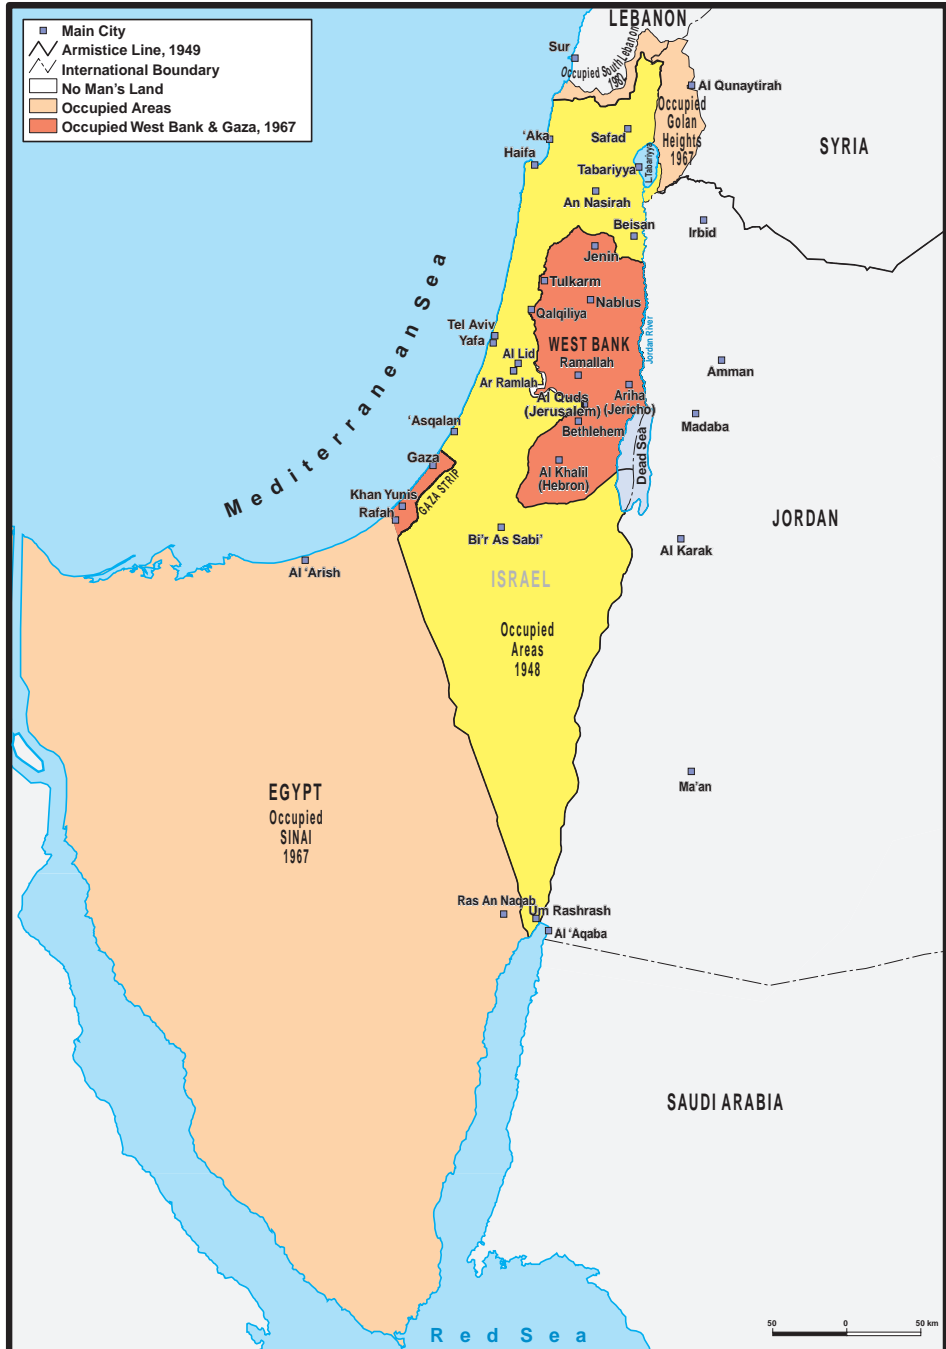 Main City
Armistice Line, 1949
International Boundary
No Man's Land
Occupied Areas
Occupied West Bank & Gaza, 1967
LEBANON
Sur
Occupied South Lebanon
1982
Al Qunaytirah
Occupied
Golan
Heights
1967
SYRIA
'Aka
Safad
Haifa
Tabariyya
L.Tabariyya
An Nasirah
Beisan
Irbid
Jenin
Mediterranean Sea
Tulkarm
Nablus
Qalqiliya
Tel Aviv
Yafa
WEST BANK
Jordan River
Al Lid
Ramallah
Amman
Ar Ramlah
Al Quds
(Jerusalem)
Ariha
(Jericho)
'Asqalan
Bethlehem
Madaba
Dead Sea
Gaza
Al Khalil
(Hebron)
GAZA STRIP
Khan Yunis
Rafah
JORDAN
Bi'r As Sabi'
Al Karak
Al 'Arish
ISRAEL
Occupied
Areas
1948
Ma'an
EGYPT
Occupied
SINAI
1967
Ras An Naqab
Um Rashrash
Al 'Aqaba
SAUDI ARABIA
Red Sea
50 0 50 km